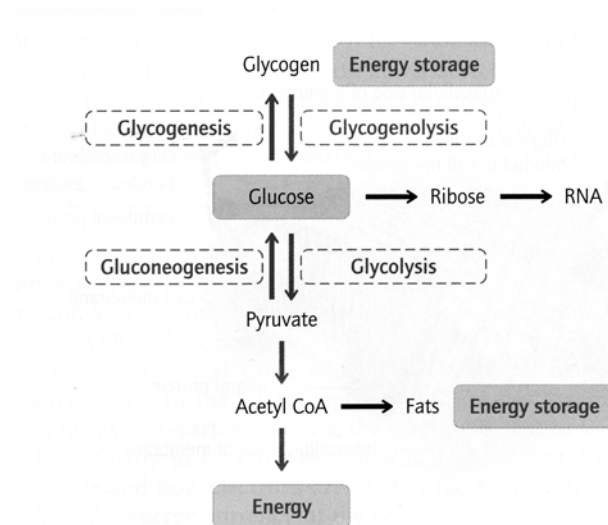 Glycogen Energy storage
Glycogenesis Glycogenolysis
Glucose Ribose RNA
Gluconeogenesis Glycolysis
Pyruvate
Acetyl CoA Fats Energy storage
Energy